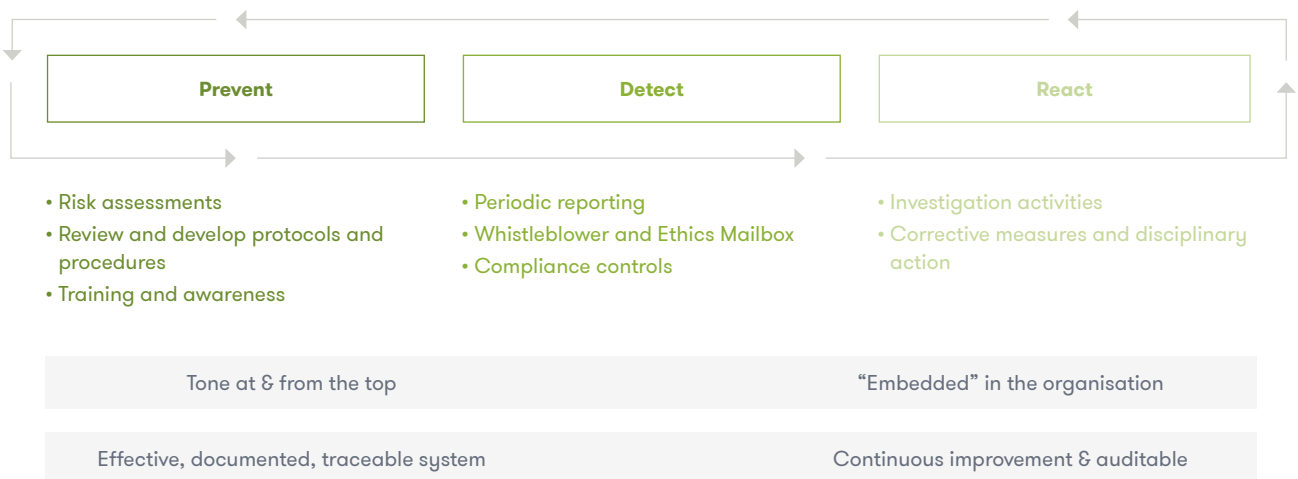 Prevent
Detect
React
• Risk assessments
• Review and develop protocols and
procedures
• Training and awareness
• Periodic reporting
• Whistleblower and Ethics Mailbox
• Compliance controls
• Investigation activities
• Corrective measures and disciplinary
action
Tone at & from the top
“Embedded” in the organisation
Effective, documented, traceable system
Continuous improvement & auditable